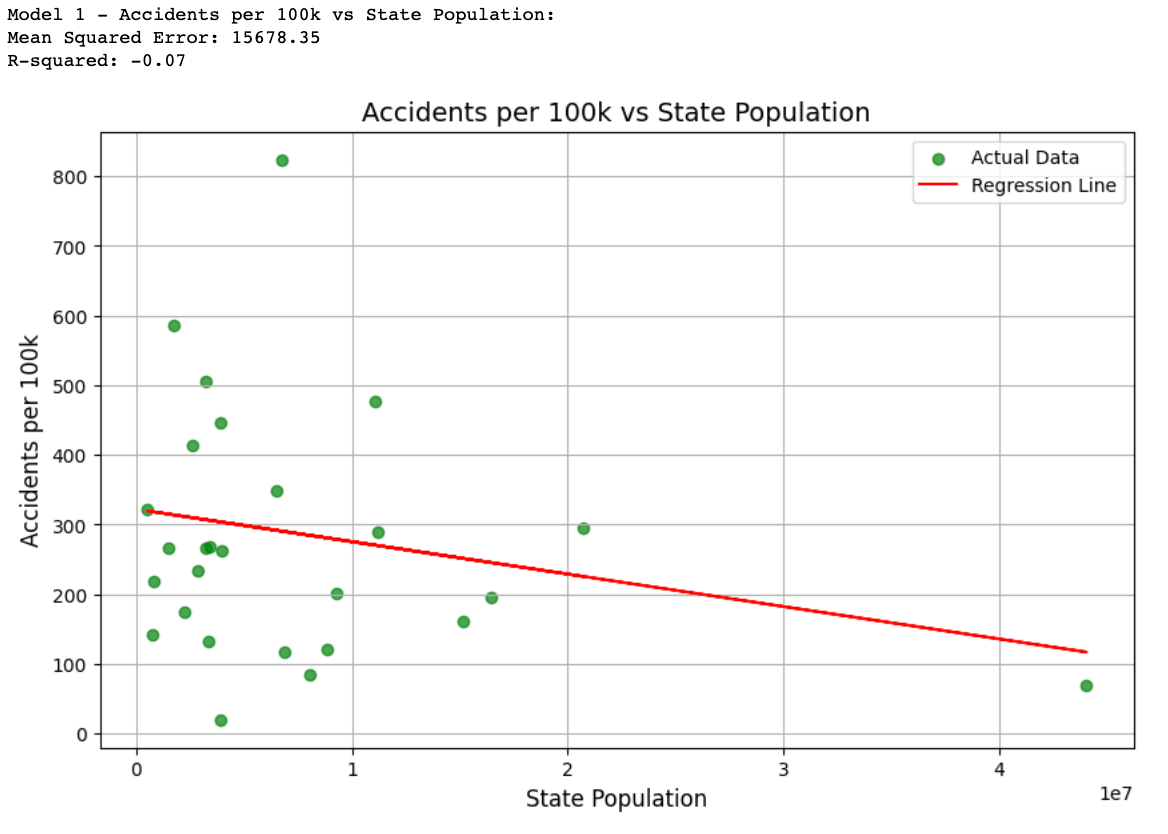 Model 1 - Accidents per 100k vs State Population:
Mean Squared Error: 15678.35
R-squared: -0.07
Accidents per 100k vs State Population
Actual Data
Regression Line
Accidents per 100k
800
700
600
500
400
300
200
100
0
0 1 2 3 4
1e7
State Population